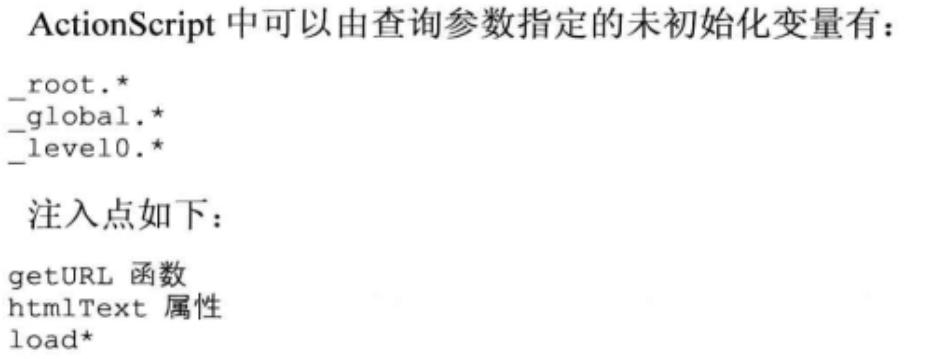 ActionScript 中可以由查询参数指定的未初始化变量有：
_root.*
_global.*
_level0.*
注入点如下：
getURL 函数
htmlText 属性
load*